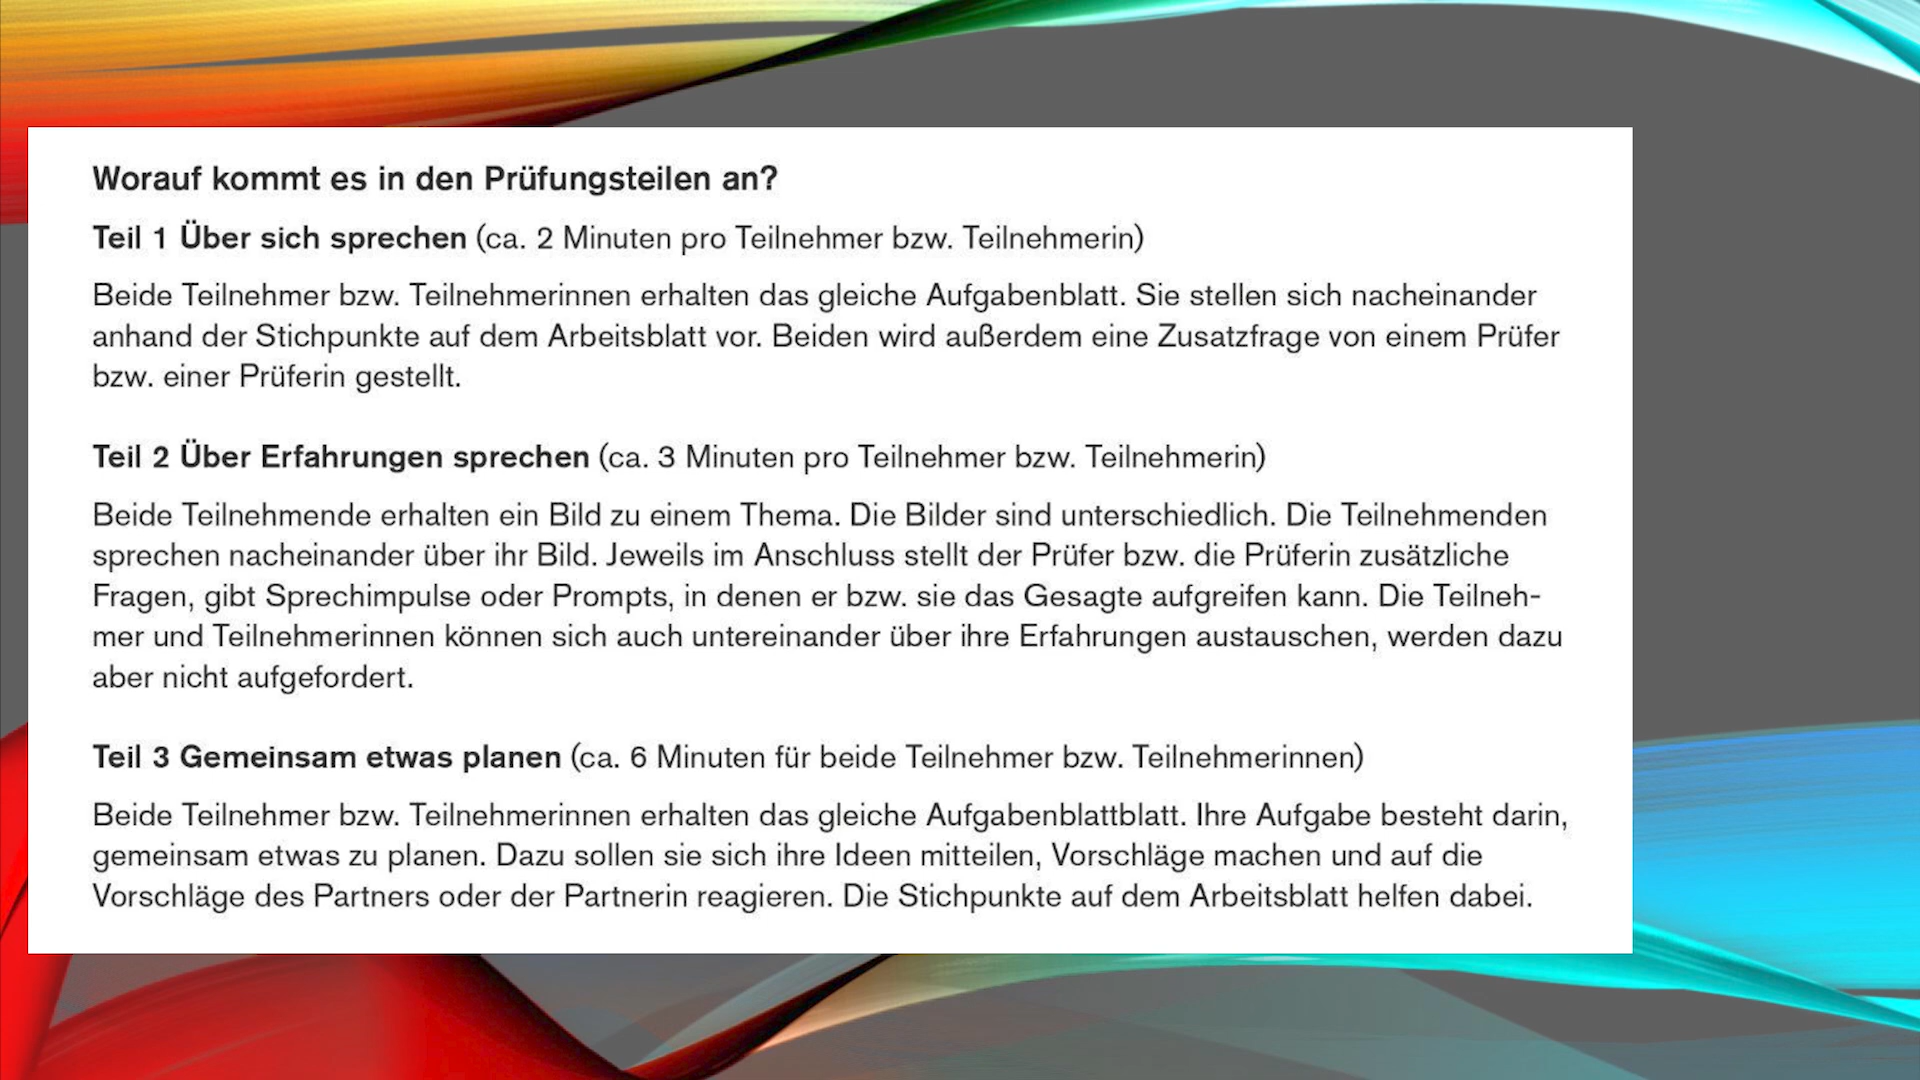 Worauf kommt es in den Prüfungsteilen an?
Teil 1 Über sich sprechen (ca. 2 Minuten pro Teilnehmer bzw. Teilnehmerin)
Beide Teilnehmer bzw. Teilnehmerinnen erhalten das gleiche Aufgabenblatt. Sie stellen sich nacheinander
anhand der Stichpunkte auf dem Arbeitsblatt vor. Beiden wird außerdem eine Zusatzfrage von einem Prüfer
bzw. einer Prüferin gestellt.
Teil 2 Über Erfahrungen sprechen (ca. 3 Minuten pro Teilnehmer bzw. Teilnehmerin)
Beide Teilnehmende erhalten ein Bild zu einem Thema. Die Bilder sind unterschiedlich. Die Teilnehmenden
sprechen nacheinander über ihr Bild. Jeweils im Anschluss stellt der Prüfer bzw. die Prüferin zusätzliche
Fragen, gibt Sprechimpulse oder Prompts, in denen er bzw. sie das Gesagte aufgreifen kann. Die Teilneh-
mer und Teilnehmerinnen können sich auch untereinander über ihre Erfahrungen austauschen, werden dazu
aber nicht aufgefordert.
Teil 3 Gemeinsam etwas planen (ca. 6 Minuten für beide Teilnehmer bzw. Teilnehmerinnen)
Beide Teilnehmer bzw. Teilnehmerinnen erhalten das gleiche Aufgabenblattblatt. Ihre Aufgabe besteht darin,
gemeinsam etwas zu planen. Dazu sollen sie sich ihre Ideen mitteilen, Vorschläge machen und auf die
Vorschläge des Partners oder der Partnerin reagieren. Die Stichpunkte auf dem Arbeitsblatt helfen dabei.